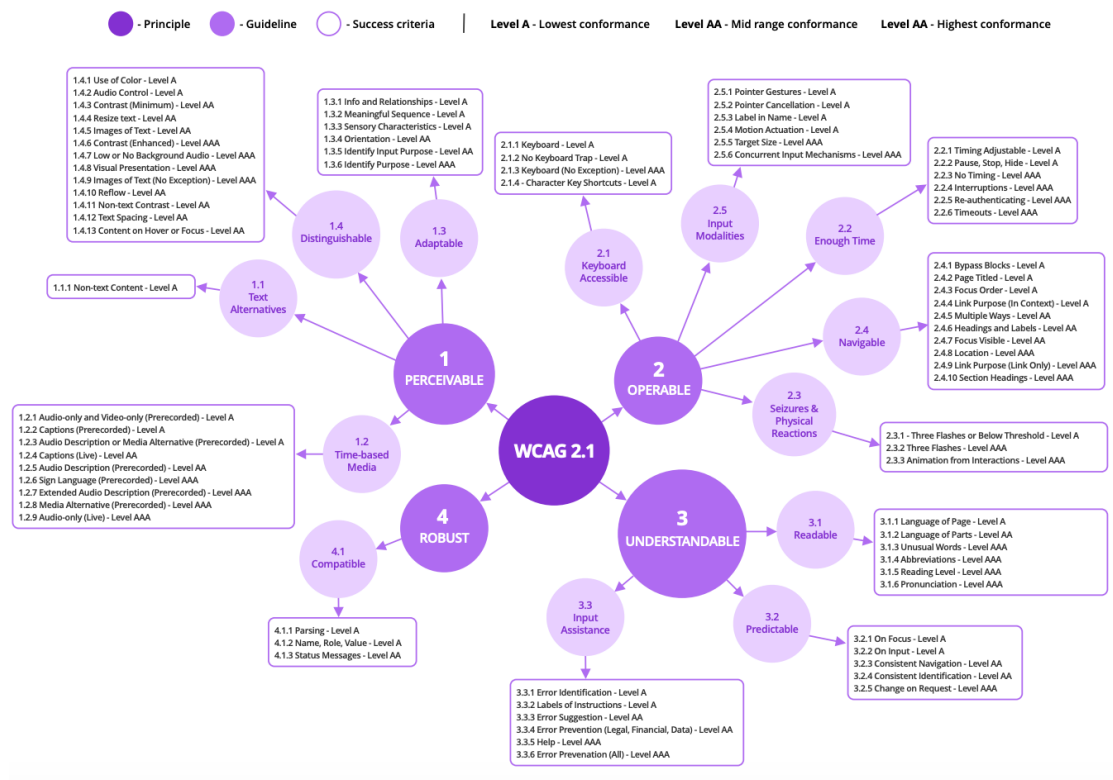 - Principle
- Guideline
- Success criteria
Level A - Lowest conformance
Level AA - Mid range conformance
Level AA - Highest conformance
1.4.1 Use of Color - Level A
1.4.2 Audio Control - Level A
1.4.3 Contrast (Minimum) - Level AA
1.4.4 Resize text - Level AA
1.4.5 Images of Text - Level AA
1.4.6 Contrast (Enhanced) - Level AAA
1.4.7 Low or No Background Audio - Level AAA
1.4.8 Visual Presentation - Level AAA
1.4.9 Images of Text (No Exception) - Level AAA
1.4.10 Reflow - Level AA
1.4.11 Non-text Contrast - Level AA
1.4.12 Text Spacing - Level AA
1.4.13 Content on Hover or Focus - Level AA
1.3.1 Info and Relationships - Level A
1.3.2 Meaningful Sequence - Level A
1.3.3 Sensory Characteristics - Level A
1.3.4 Orientation - Level AA
1.3.5 Identify Input Purpose - Level AA
1.3.6 Identify Purpose - Level AAA
2.1.1 Keyboard - Level A
2.1.2 No Keyboard Trap - Level A
2.1.3 Keyboard (No Exception) - Level AAA
2.1.4 - Character Key Shortcuts - Level A
2.5.1 Pointer Gestures - Level A
2.5.2 Pointer Cancellation - Level A
2.5.3 Label in Name - Level A
2.5.4 Motion Actuation - Level A
2.5.5 Target Size - Level AAA
2.5.6 Concurrent Input Mechanisms - Level AAA
2.2.1 Timing Adjustable - Level A
2.2.2 Pause, Stop, Hide - Level A
2.2.3 No Timing - Level AAA
2.2.4 Interruptions - Level AAA
2.2.5 Re-authenticating - Level AAA
2.2.6 Timeouts - Level AAA
1.4
Distinguishable
1.3
Adaptable
2.1
Keyboard
Accessible
2.5
Input
Modalities
2.2
Enough Time
1.1.1 Non-text Content - Level A
1.1
Text
Alternatives
2.4
Navigable
2.4.1 Bypass Blocks - Level A
2.4.2 Page Titled - Level A
2.4.3 Focus Order - Level A
2.4.4 Link Purpose (In Context) - Level A
2.4.5 Multiple Ways - Level AA
2.4.6 Headings and Labels - Level AA
2.4.7 Focus Visible - Level AA
2.4.8 Location - Level AAA
2.4.9 Link Purpose (Link Only) - Level AAA
2.4.10 Section Headings - Level AAA
1
PERCEIVABLE
2
OPERABLE
2.3
Seizures &
Physical
Reactions
2.3.1 - Three Flashes or Below Threshold - Level A
2.3.2 Three Flashes - Level AAA
2.3.3 Animation from Interactions - Level AAA
1.2.1 Audio-only and Video-only (Prerecorded) - Level A
1.2.2 Captions (Prerecorded) - Level A
1.2.3 Audio Description or Media Alternative (Prerecorded) - Level A
1.2.4 Captions (Live) - Level AA
1.2.5 Audio Description (Prerecorded) - Level AA
1.2.6 Sign Language (Prerecorded) - Level AAA
1.2.7 Extended Audio Description (Prerecorded) - Level AAA
1.2.8 Media Alternative (Prerecorded) - Level AAA
1.2.9 Audio-only (Live) - Level AAA
1.2
Time-based
Media
WCAG 2.1
4
ROBUST
3
UNDERSTANDABLE
3.1
Readable
3.1.1 Language of Page - Level A
3.1.2 Language of Parts - Level AA
3.1.3 Unusual Words - Level AAA
3.1.4 Abbreviations - Level AAA
3.1.5 Reading Level - Level AAA
3.1.6 Pronunciation - Level AAA
4.1
Compatible
4.1.1 Parsing - Level A
4.1.2 Name, Role, Value - Level A
4.1.3 Status Messages - Level AA
3.3
Input
Assistance
3.2
Predictable
3.2.1 On Focus - Level A
3.2.2 On Input - Level A
3.2.3 Consistent Navigation - Level AA
3.2.4 Consistent Identification - Level AA
3.2.5 Change on Request - Level AAA
3.3.1 Error Identification - Level A
3.3.2 Labels of Instructions - Level A
3.3.3 Error Suggestion - Level AA
3.3.4 Error Prevention (Legal, Financial, Data) - Level AA
3.3.5 Help - Level AAA
3.3.6 Error Prevenation (All) - Level AAA